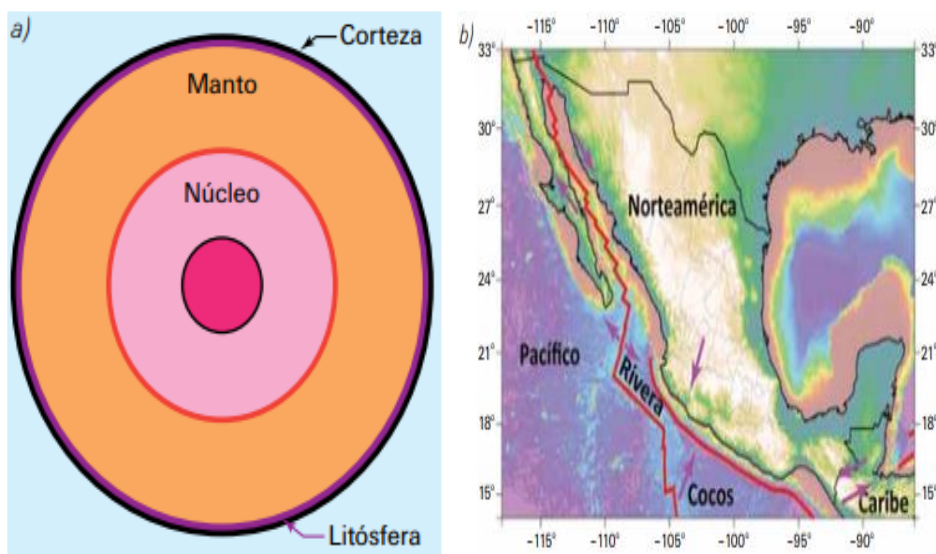 a)
Corteza
Manto
Núcleo
Litósfera
b)
-115° -110° -105° -100° -95° -90°
33° 33°
30° 30°
27° 27°
24° 24°
21° 21°
18° 18°
15° 15°
Norteamérica
Pacífico
Rivera
Cocos
Caribe
-115° -110° -105° -100° -95° -90°